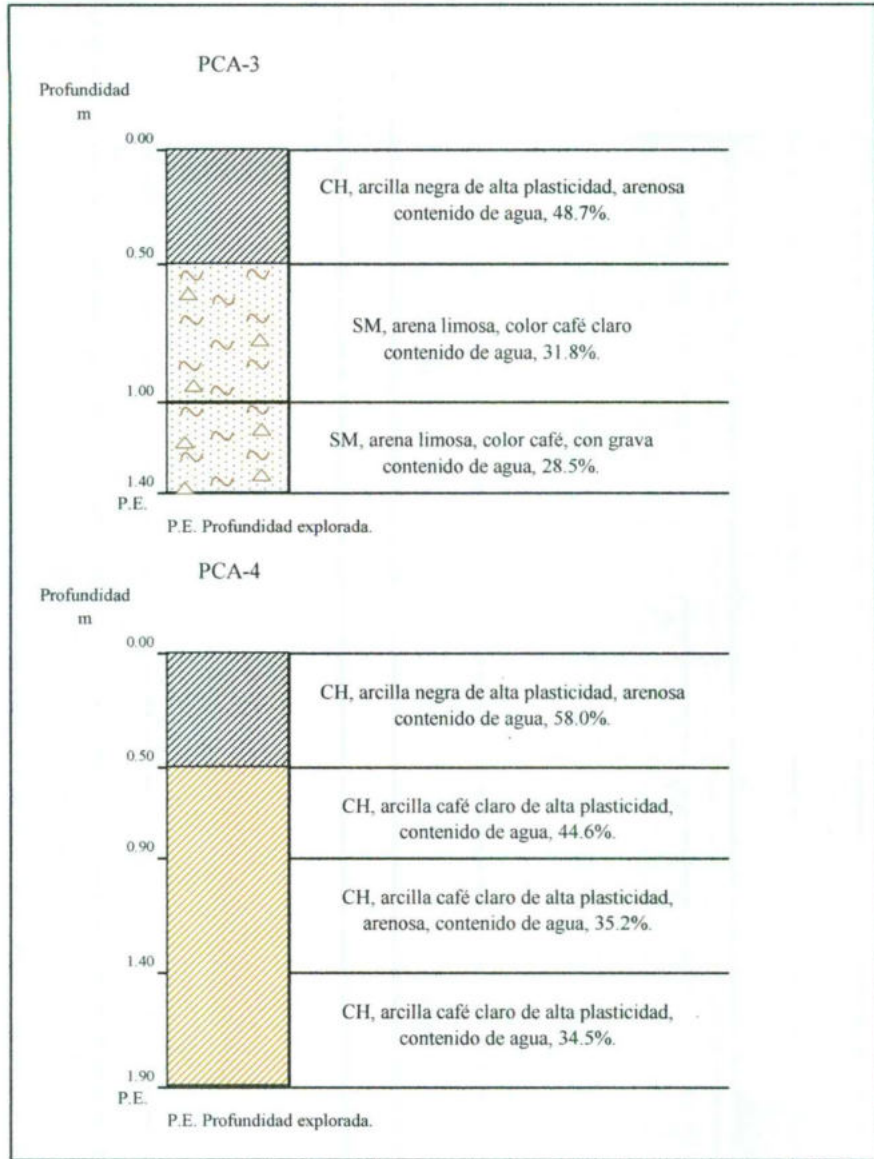 PCA-3
Profundidad
m
0.00
CH, arcilla negra de alta plasticidad, arenosa
contenido de agua, 48.7%.
0.50
SM, arena limosa, color café claro
contenido de agua, 31.8%.
1.00
SM, arena limosa, color café, con grava
contenido de agua, 28.5%.
1.40
P.E.
P.E. Profundidad explorada.
PCA-4
Profundidad
m
0.00
CH, arcilla negra de alta plasticidad, arenosa
contenido de agua, 58.0%.
0.50
CH, arcilla café claro de alta plasticidad,
contenido de agua, 44.6%.
0.90
CH, arcilla café claro de alta plasticidad,
arenosa, contenido de agua, 35.2%.
1.40
CH, arcilla café claro de alta plasticidad,
contenido de agua, 34.5%.
1.90
P.E.
P.E. Profundidad explorada.